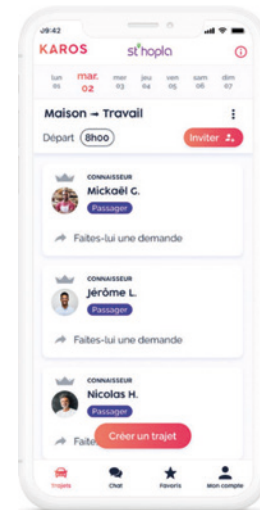 09:42
KAROS st'hopla
lun mar. mer jeu ven sam dim
01 02 03 04 05 06 07
Maison → Travail
Départ 8h00 Inviter
CONNAISSEUR
Mickaël G.
Passager
Faites-lui une demande
CONNAISSEUR
Jérôme L.
Passager
Faites-lui une demande
CONNAISSEUR
Nicolas H.
Passager
Faite
Créer un trajet
Trajets Chat Favoris Mon compte